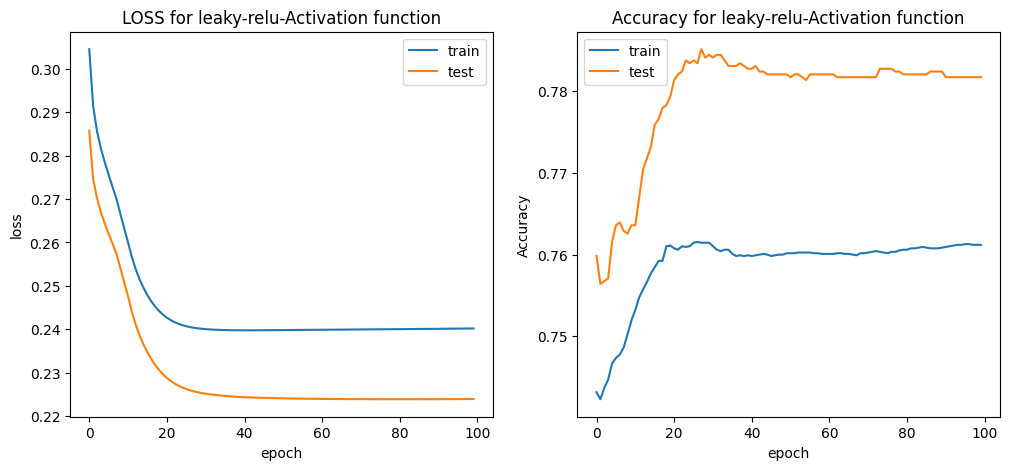 LOSS for leaky-relu-Activation function
train
test
0.30
0.29
0.28
0.27
0.26
0.25
0.24
0.23
0.22
loss
0 20 40 60 80 100
epoch
Accuracy for leaky-relu-Activation function
train
test
0.78
0.77
0.76
0.75
Accuracy
0 20 40 60 80 100
epoch